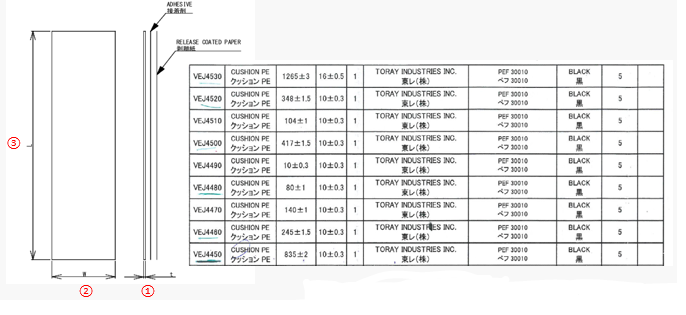 ADHESIVE
接着剤
RELEASE COATED PAPER
剥離紙
③
L
W
t
②
①
VEJ4530 CUSHION PE クッション PE 1265±3 16±0.5 1 TORAY INDUSTRIES INC. 東レ(株) PEF 30010 ペフ 30010 BLACK 黒 5
VEJ4520 CUSHION PE クッション PE 348±1.5 10±0.3 1 TORAY INDUSTRIES INC. 東レ(株) PEF 30010 ペフ 30010 BLACK 黒 5
VEJ4510 CUSHION PE クッション PE 104±1 10±0.3 1 TORAY INDUSTRIES INC. 東レ(株) PEF 30010 ペフ 30010 BLACK 黒 5
VEJ4500 CUSHION PE クッション PE 417±1.5 10±0.3 1 TORAY INDUSTRIES INC. 東レ(株) PEF 30010 ペフ 30010 BLACK 黒 5
VEJ4490 CUSHION PE クッション PE 10±0.3 10±0.3 1 TORAY INDUSTRIES INC. 東レ(株) PEF 30010 ペフ 30010 BLACK 黒 5
VEJ4480 CUSHION PE クッション PE 80±1 10±0.3 1 TORAY INDUSTRIES INC. 東レ(株) PEF 30010 ペフ 30010 BLACK 黒 5
VEJ4470 CUSHION PE クッション PE 140±1 10±0.3 1 TORAY INDUSTRIES INC. 東レ(株) PEF 30010 ペフ 30010 BLACK 黒 5
VEJ4460 CUSHION PE クッション PE 245±1.5 10±0.3 1 TORAY INDUSTRIES INC. 東レ(株) PEF 30010 ペフ 30010 BLACK 黒 5
VEJ4450 CUSHION PE クッション PE 835±2 10±0.3 1 TORAY INDUSTRIES INC. 東レ(株) PEF 30010 ペフ 30010 BLACK 黒 5